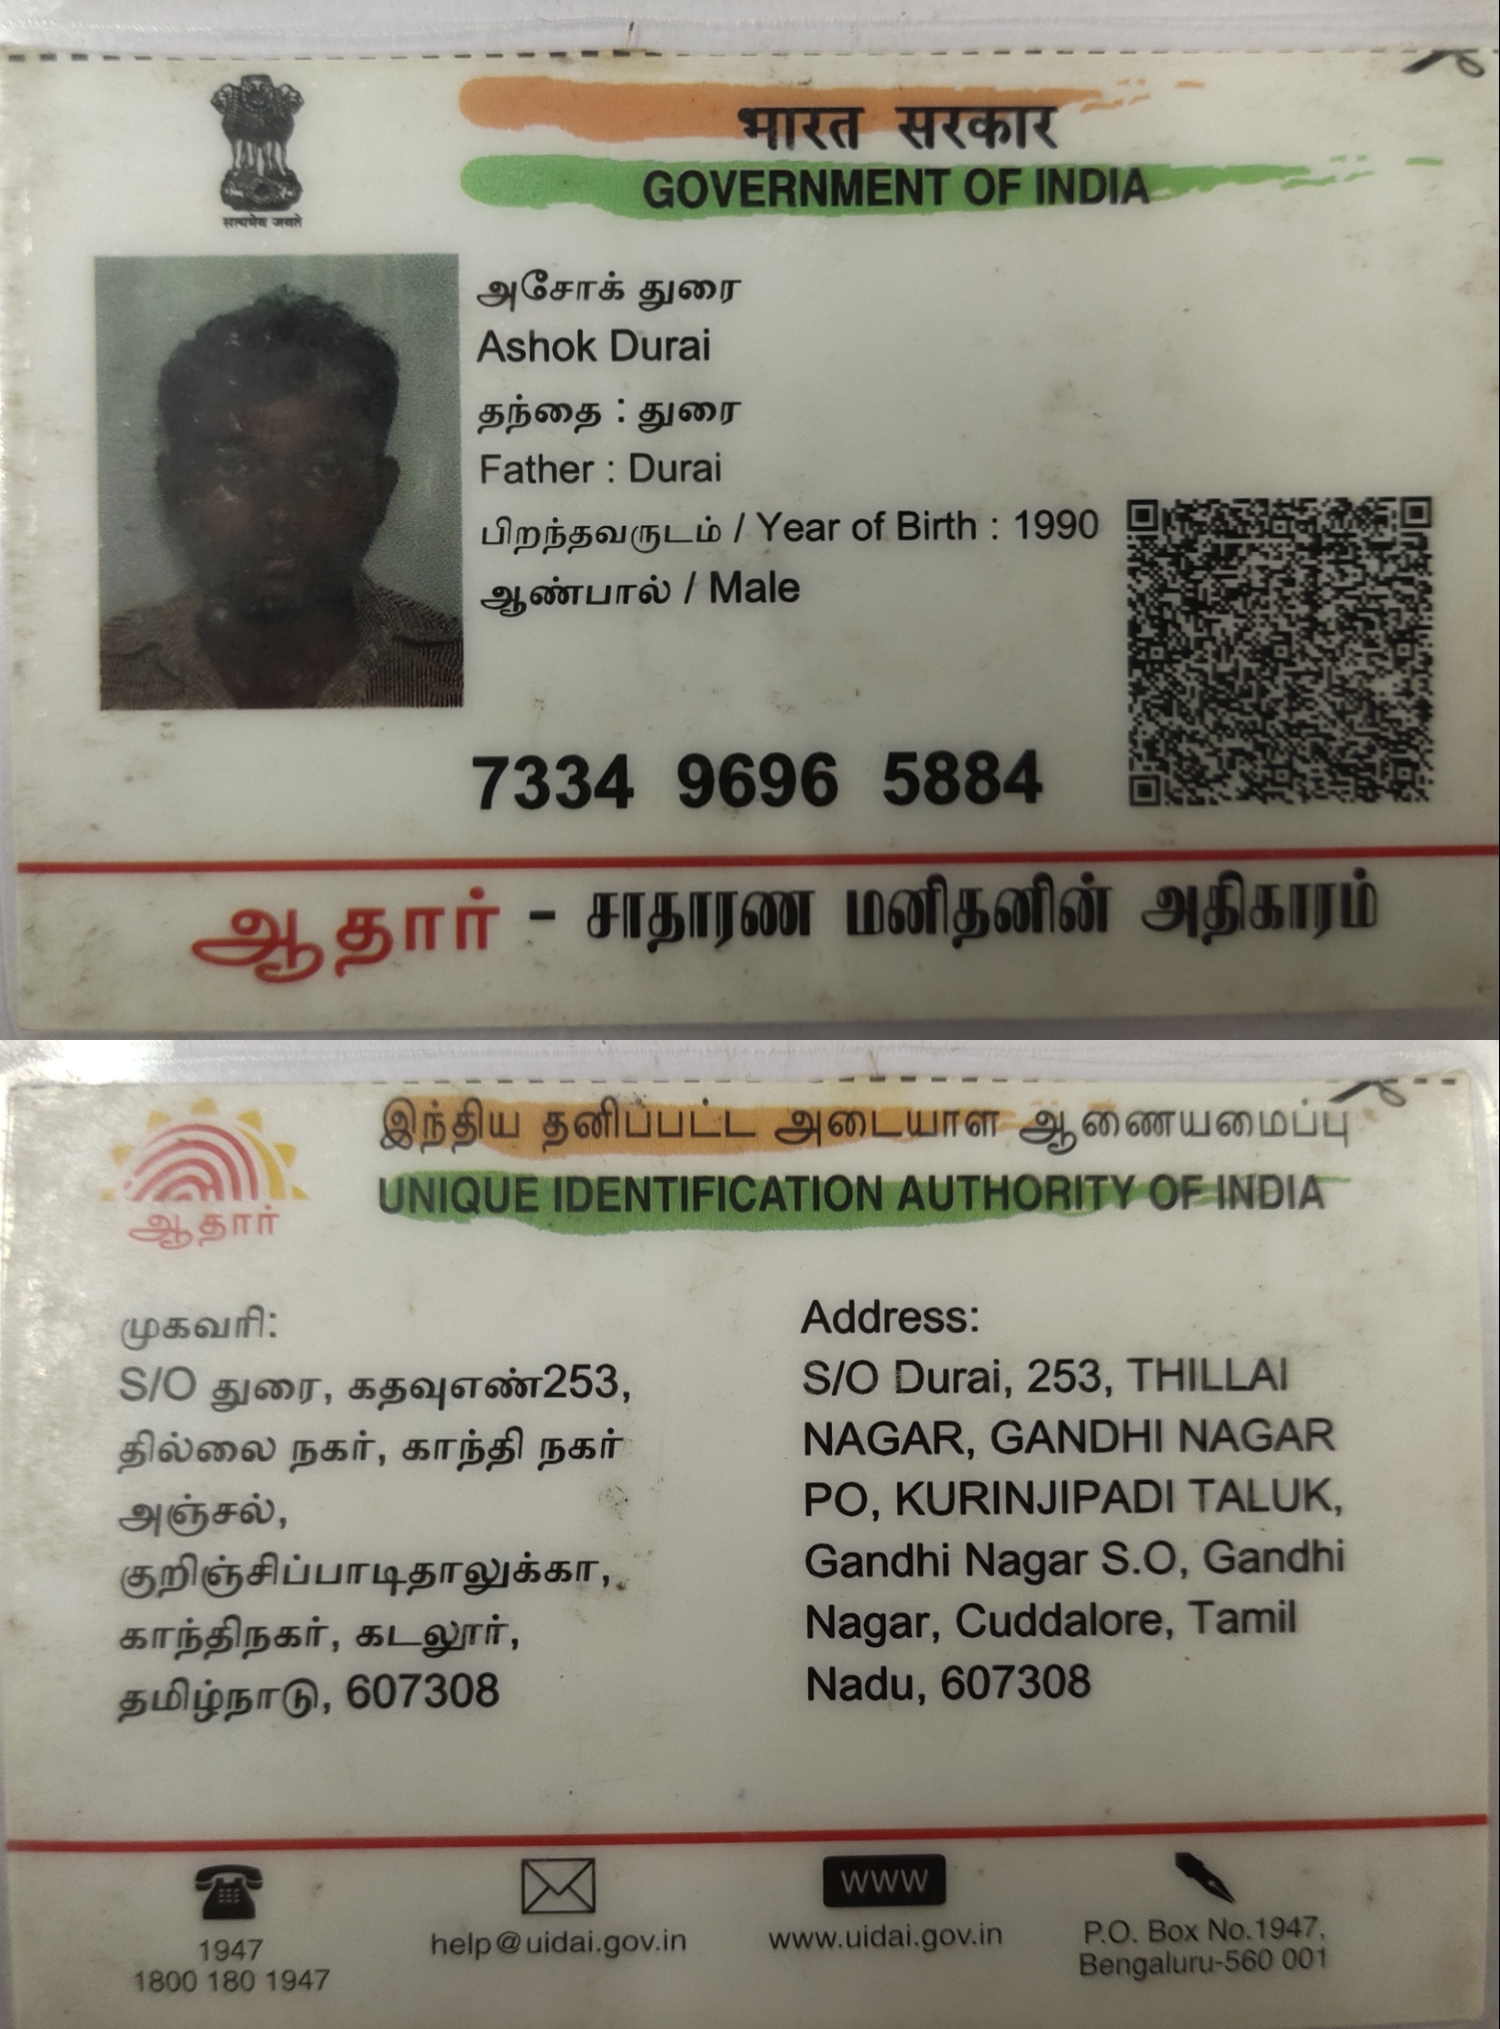 सत्यमेव जयते
भारत सरकार
GOVERNMENT OF INDIA
அசோக் துரை
Ashok Durai
தந்தை : துரை
Father : Durai
பிறந்தவருடம் / Year of Birth : 1990
ஆண்பால் / Male
7334 9696 5884
ஆதார் - சாதாரண மனிதனின் அதிகாரம்
இந்திய தனிப்பட்ட அடையாள ஆணையமைப்பு
UNIQUE IDENTIFICATION AUTHORITY OF INDIA
ஆதார்
முகவரி:
S/O துரை, கதவுஎண்253,
தில்லை நகர், காந்தி நகர்
அஞ்சல்,
குறிஞ்சிப்பாடிதாலுக்கா,
காந்திநகர், கடலூர்,
தமிழ்நாடு, 607308
Address:
S/O Durai, 253, THILLAI
NAGAR, GANDHI NAGAR
PO, KURINJIPADI TALUK,
Gandhi Nagar S.O, Gandhi
Nagar, Cuddalore, Tamil
Nadu, 607308
1947
1800 180 1947
help@uidai.gov.in
WWW
www.uidai.gov.in
P.O. Box No.1947,
Bengaluru-560 001